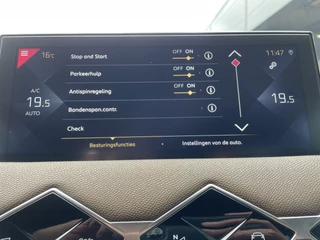 16°C
11:47
Stop and Start OFF ON
Parkeerhulp OFF ON
Antispinregeling OFF ON
Bandenspan.contr.
Check
A/C
19.5
AUTO
19.5
Besturingsfuncties
Instellingen van de auto.